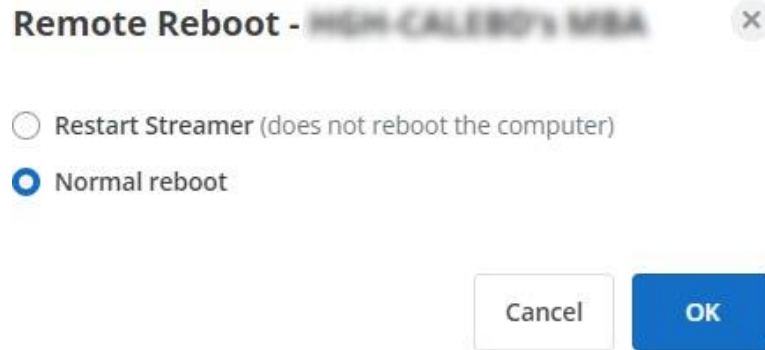 Remote Reboot -
Restart Streamer (does not reboot the computer)
Normal reboot
Cancel
OK